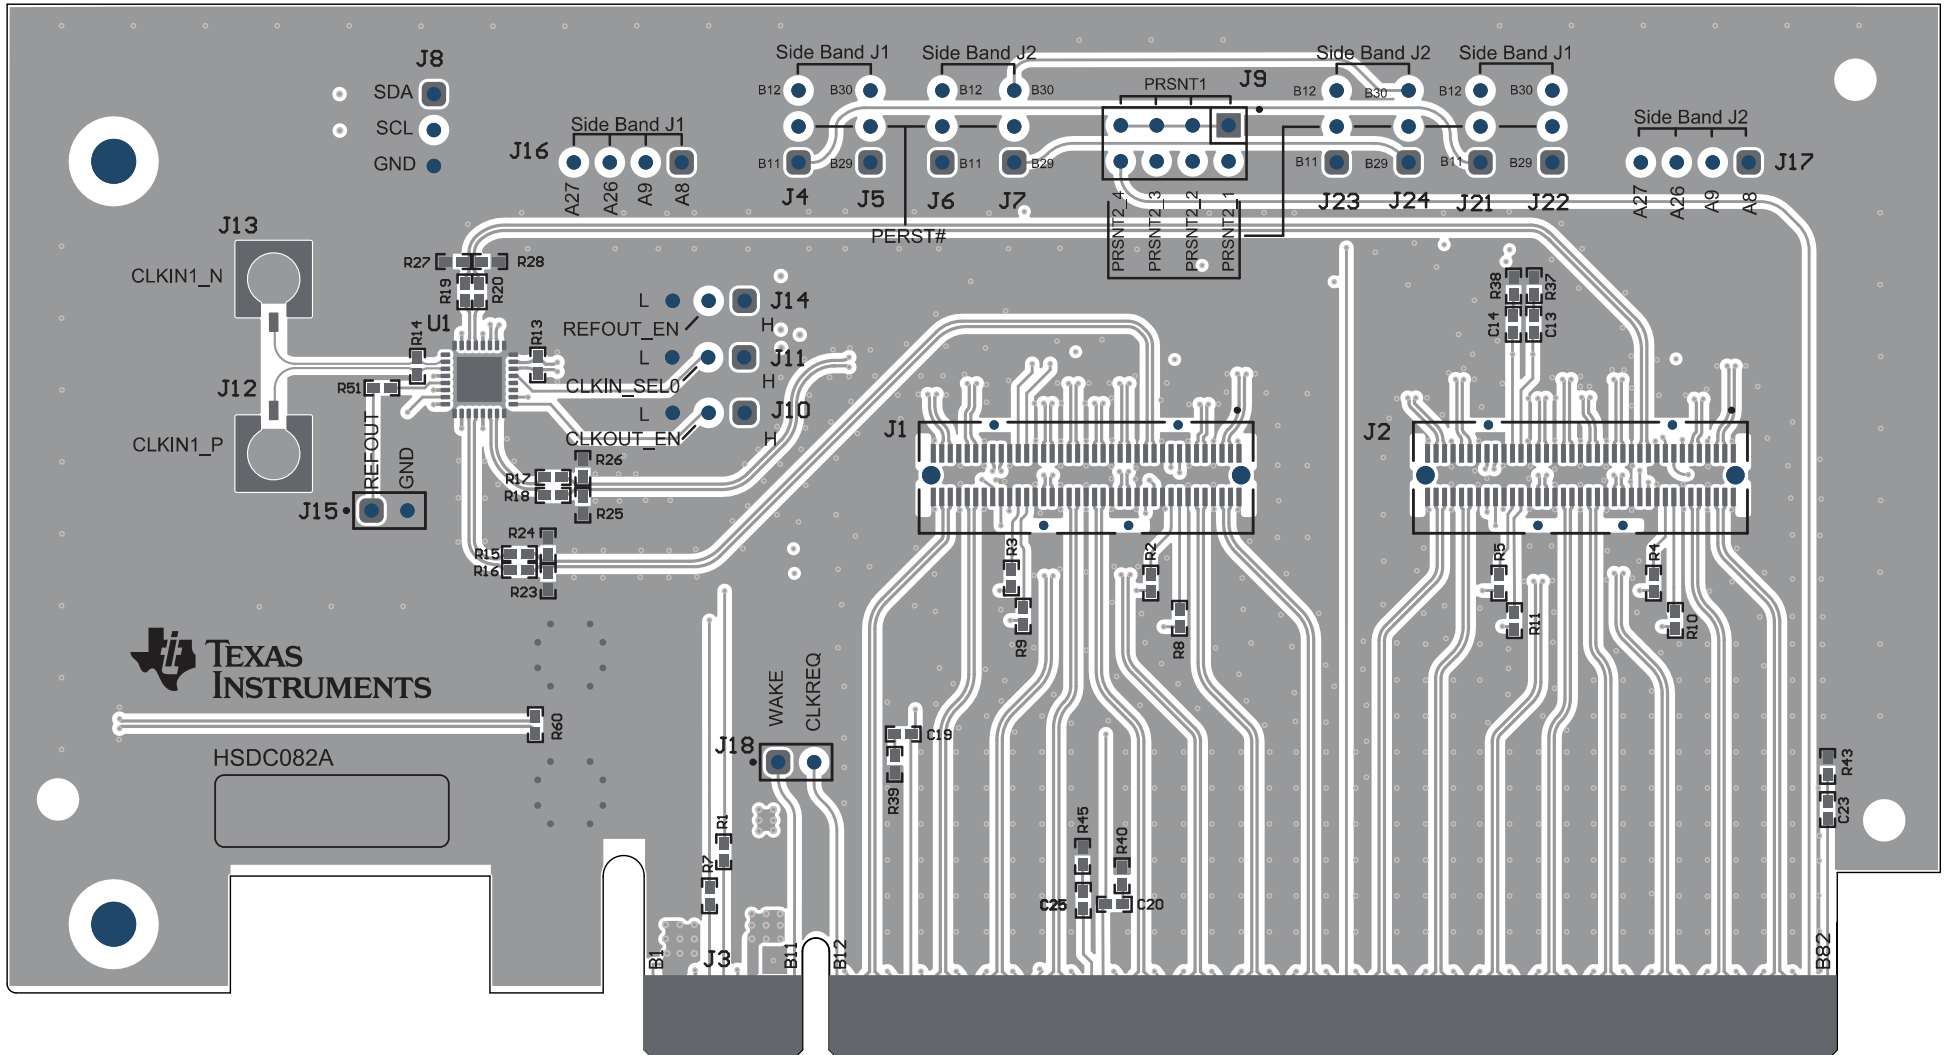 J8
SDA
SCL
GND
Side Band J1
J16
A27
A26
A9
A8
Side Band J1
B12
B30
B11
B29
J4
J5
Side Band J2
B12
B30
B11
B29
J6
J7
PERST#
PRSNT1
J9
PRSNT2_4
PRSNT2_3
PRSNT2_2
PRSNT2_1
Side Band J2
B12
B30
B11
B29
J23
J24
Side Band J1
B12
B30
B11
B29
J21
J22
Side Band J2
J17
A27
A26
A9
A8
J13
CLKIN1_N
R27
R28
R19
R20
U1
R14
R13
J12
R51
CLKIN1_P
REFOUT
GND
J15
L
J14
REFOUT_EN
H
L
J11
CLKIN_SEL0
H
L
J10
CLKOUT_EN
H
R26
R17
R18
R25
R24
R15
R16
R23
J1
R3
R2
R9
R8
R38
R37
C14
C13
J2
R5
R4
R11
R10
TEXAS
INSTRUMENTS
R60
HSDC082A
WAKE
CLKREQ
J18
C19
R39
R1
R7
R45
R40
C25
C20
R43
C23
B1
J3
B11
B12
B82